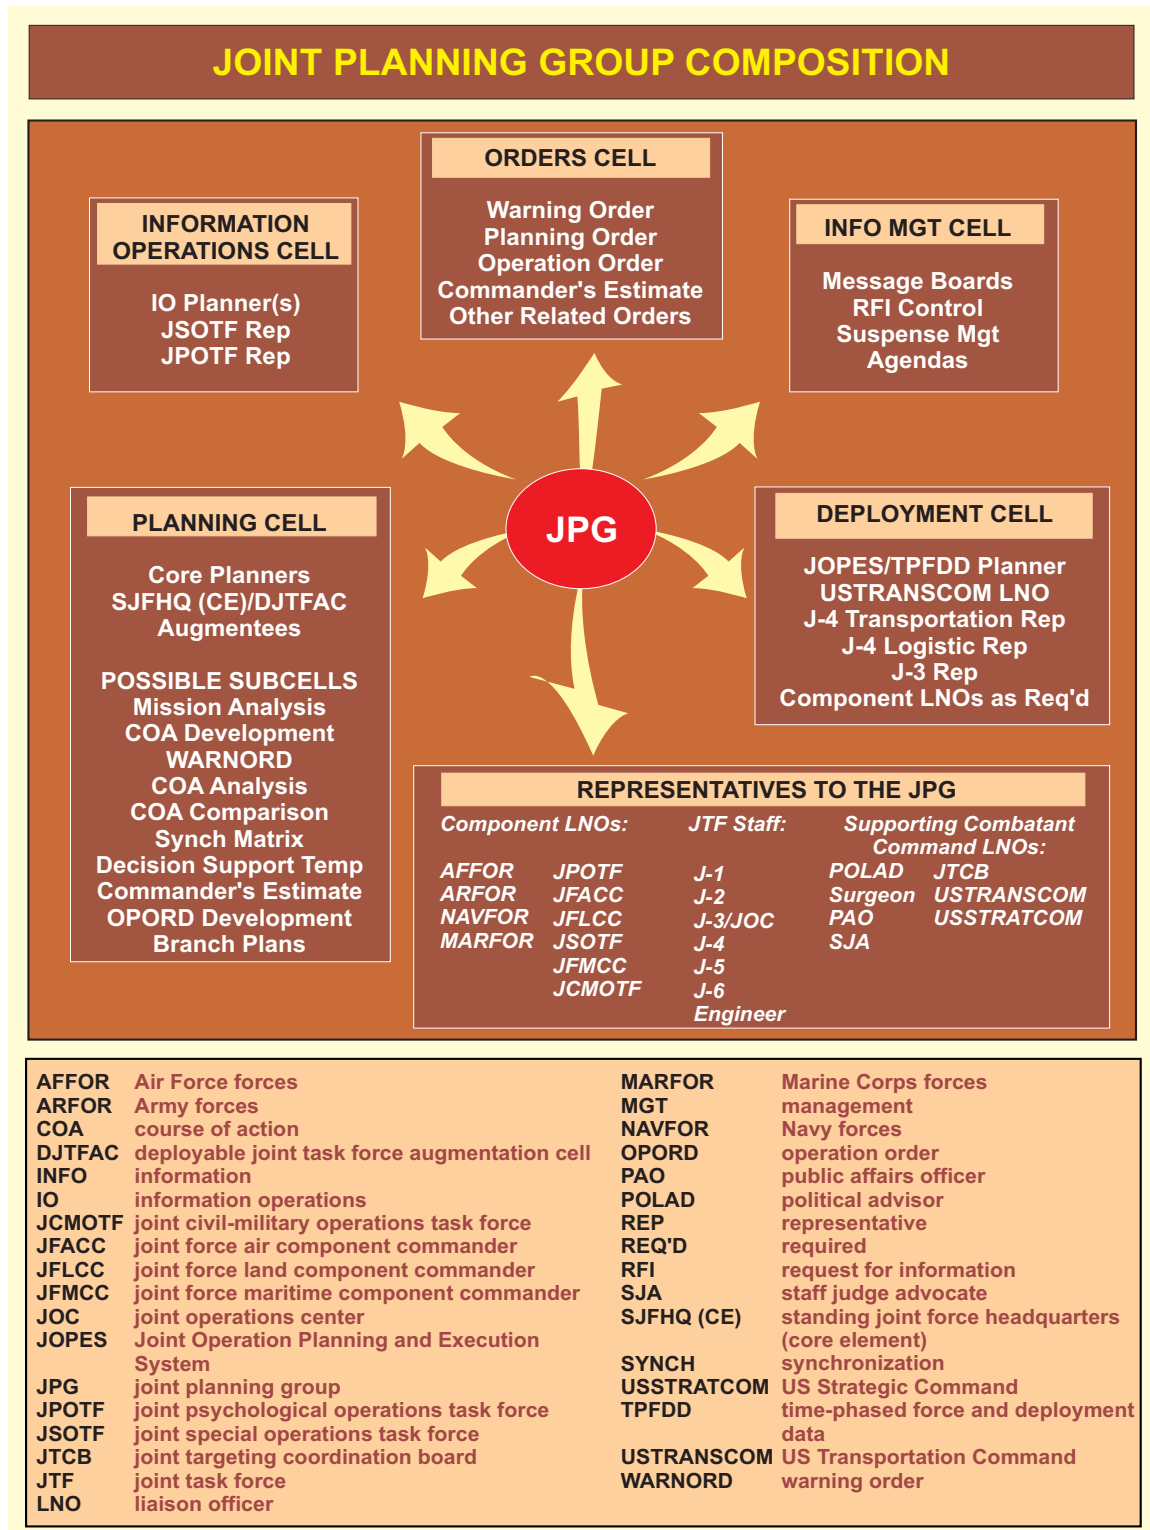 JOINT PLANNING GROUP COMPOSITION
ORDERS CELL
Warning Order
Planning Order
Operation Order
Commander's Estimate
Other Related Orders
INFORMATION
OPERATIONS CELL
IO Planner(s)
JSOTF Rep
JPOTF Rep
INFO MGT CELL
Message Boards
RFI Control
Suspense Mgt
Agendas
JPG
PLANNING CELL
Core Planners
SJFHQ (CE)/DJTFAC
Augmentees
POSSIBLE SUBCELLS
Mission Analysis
COA Development
WARNORD
COA Analysis
COA Comparison
Synch Matrix
Decision Support Temp
Commander's Estimate
OPORD Development
Branch Plans
DEPLOYMENT CELL
JOPES/TPFDD Planner
USTRANSCOM LNO
J-4 Transportation Rep
J-4 Logistic Rep
J-3 Rep
Component LNOs as Req'd
REPRESENTATIVES TO THE JPG
Component LNOs:
AFFOR
ARFOR
NAVFOR
MARFOR
JPOTF
JFACC
JFLCC
JSOTF
JFMCC
JCMOTF
JTF Staff:
J-1
J-2
J-3/JOC
J-4
J-5
J-6
Engineer
Supporting Combatant
Command LNOs:
POLAD
Surgeon
PAO
SJA
JTCB
USTRANSCOM
USSTRATCOM
AFFOR Air Force forces
ARFOR Army forces
COA course of action
DJTFAC deployable joint task force augmentation cell
INFO information
IO information operations
JCMOTF joint civil-military operations task force
JFACC joint force air component commander
JFLCC joint force land component commander
JFMCC joint force maritime component commander
JOC joint operations center
JOPES Joint Operation Planning and Execution
System
JPG joint planning group
JPOTF joint psychological operations task force
JSOTF joint special operations task force
JTCB joint targeting coordination board
JTF joint task force
LNO liaison officer
MARFOR Marine Corps forces
MGT management
NAVFOR Navy forces
OPORD operation order
PAO public affairs officer
POLAD political advisor
REP representative
REQ'D required
RFI request for information
SJA staff judge advocate
SJFHQ (CE) standing joint force headquarters
(core element)
SYNCH synchronization
USSTRATCOM US Strategic Command
TPFDD time-phased force and deployment
data
USTRANSCOM US Transportation Command
WARNORD warning order